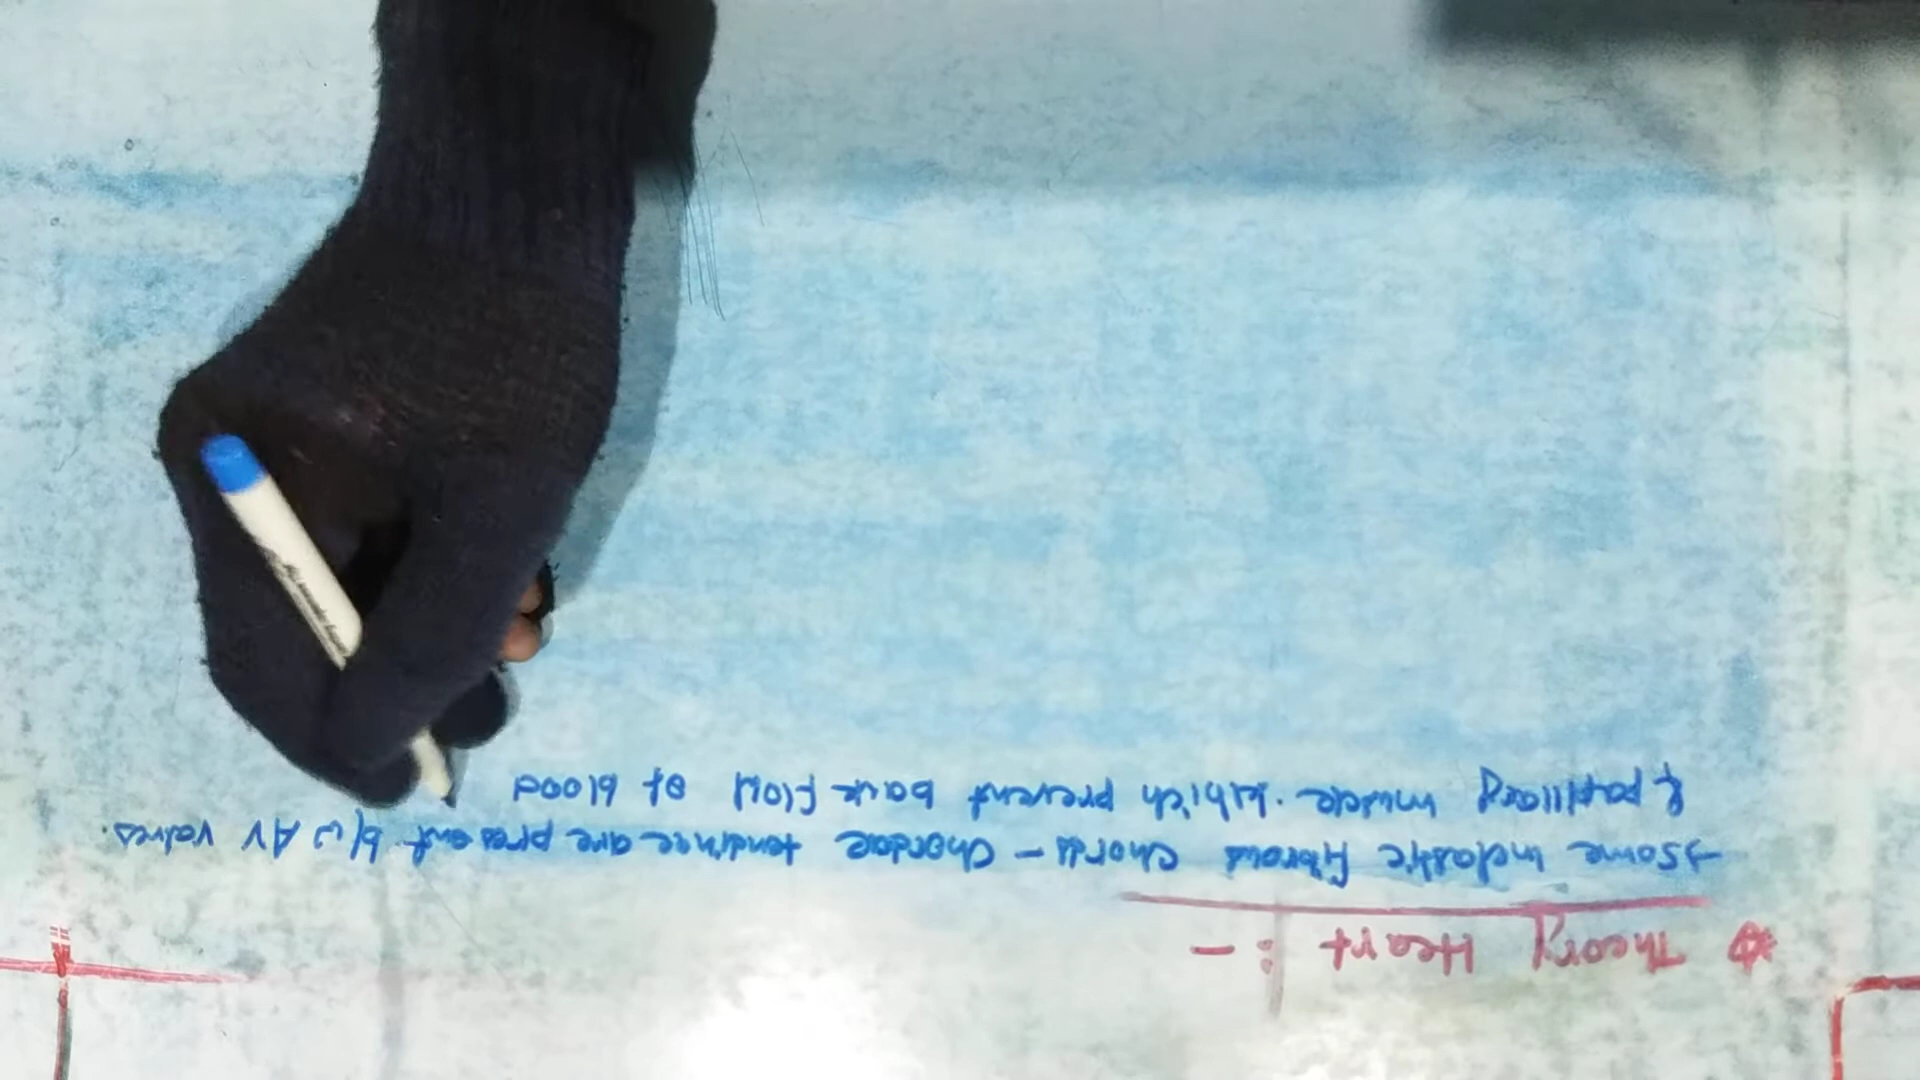 Theory Heart :-
→ Some inelastic fibrous chords - Chordae tendinae are present b/w AV valves.
& papillary muscle. which prevent back flow of blood